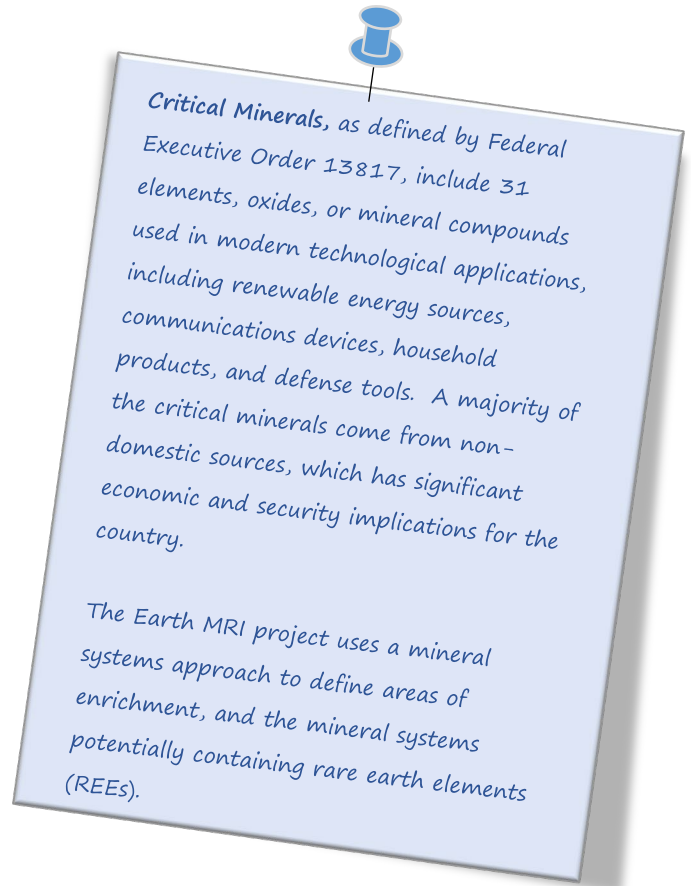 Critical Minerals, as defined by Federal
Executive Order 13817, include 31
elements, oxides, or mineral compounds
used in modern technological applications,
including renewable energy sources,
communications devices, household
products, and defense tools.  A majority of
the critical minerals come from non-
domestic sources, which has significant
economic and security implications for the
country.

The Earth MRI project uses a mineral
systems approach to define areas of
enrichment, and the mineral systems
potentially containing rare earth elements
(REEs).